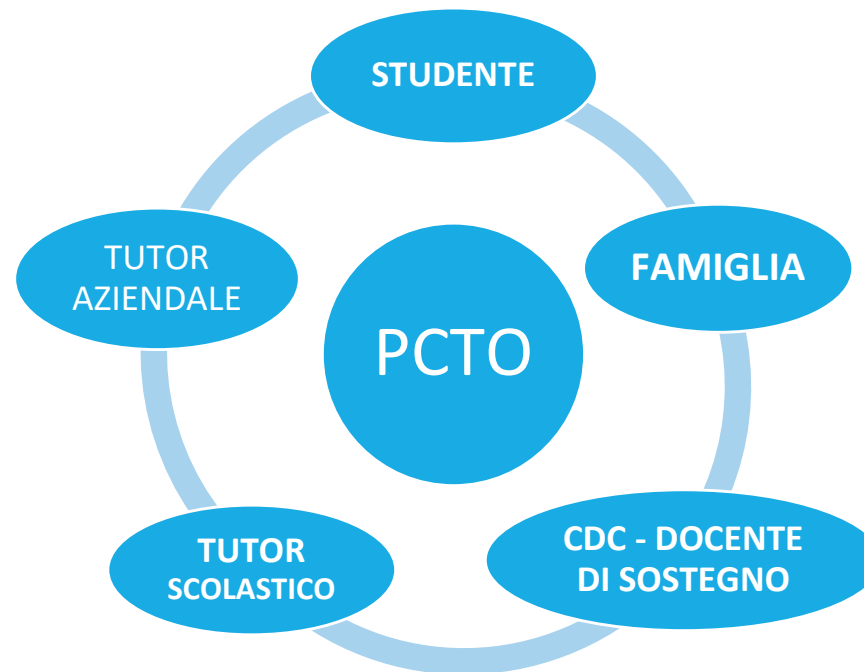 STUDENTE
FAMIGLIA
CDC - DOCENTE
DI SOSTEGNO
TUTOR
SCOLASTICO
TUTOR
AZIENDALE
PCTO